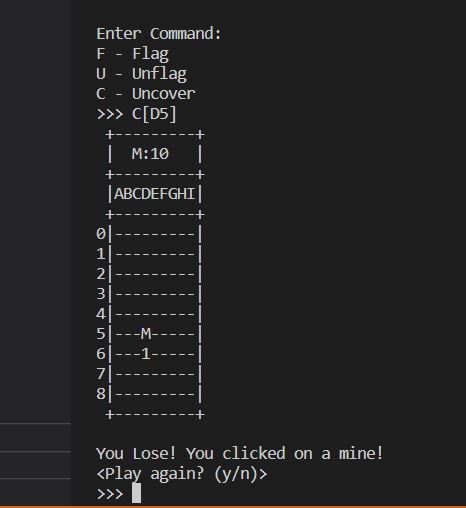 Enter Command:
F - Flag
U - Unflag
C - Uncover
>>> C[D5]
 +---------+
 |  M:10   |
 +---------+
 |ABCDEFGHI|
 +---------+
0|---------|
1|---------|
2|---------|
3|---------|
4|---------|
5|---M-----|
6|---1-----|
7|---------|
8|---------|
 +---------+

You Lose! You clicked on a mine!
<Play again? (y/n)>
>>>